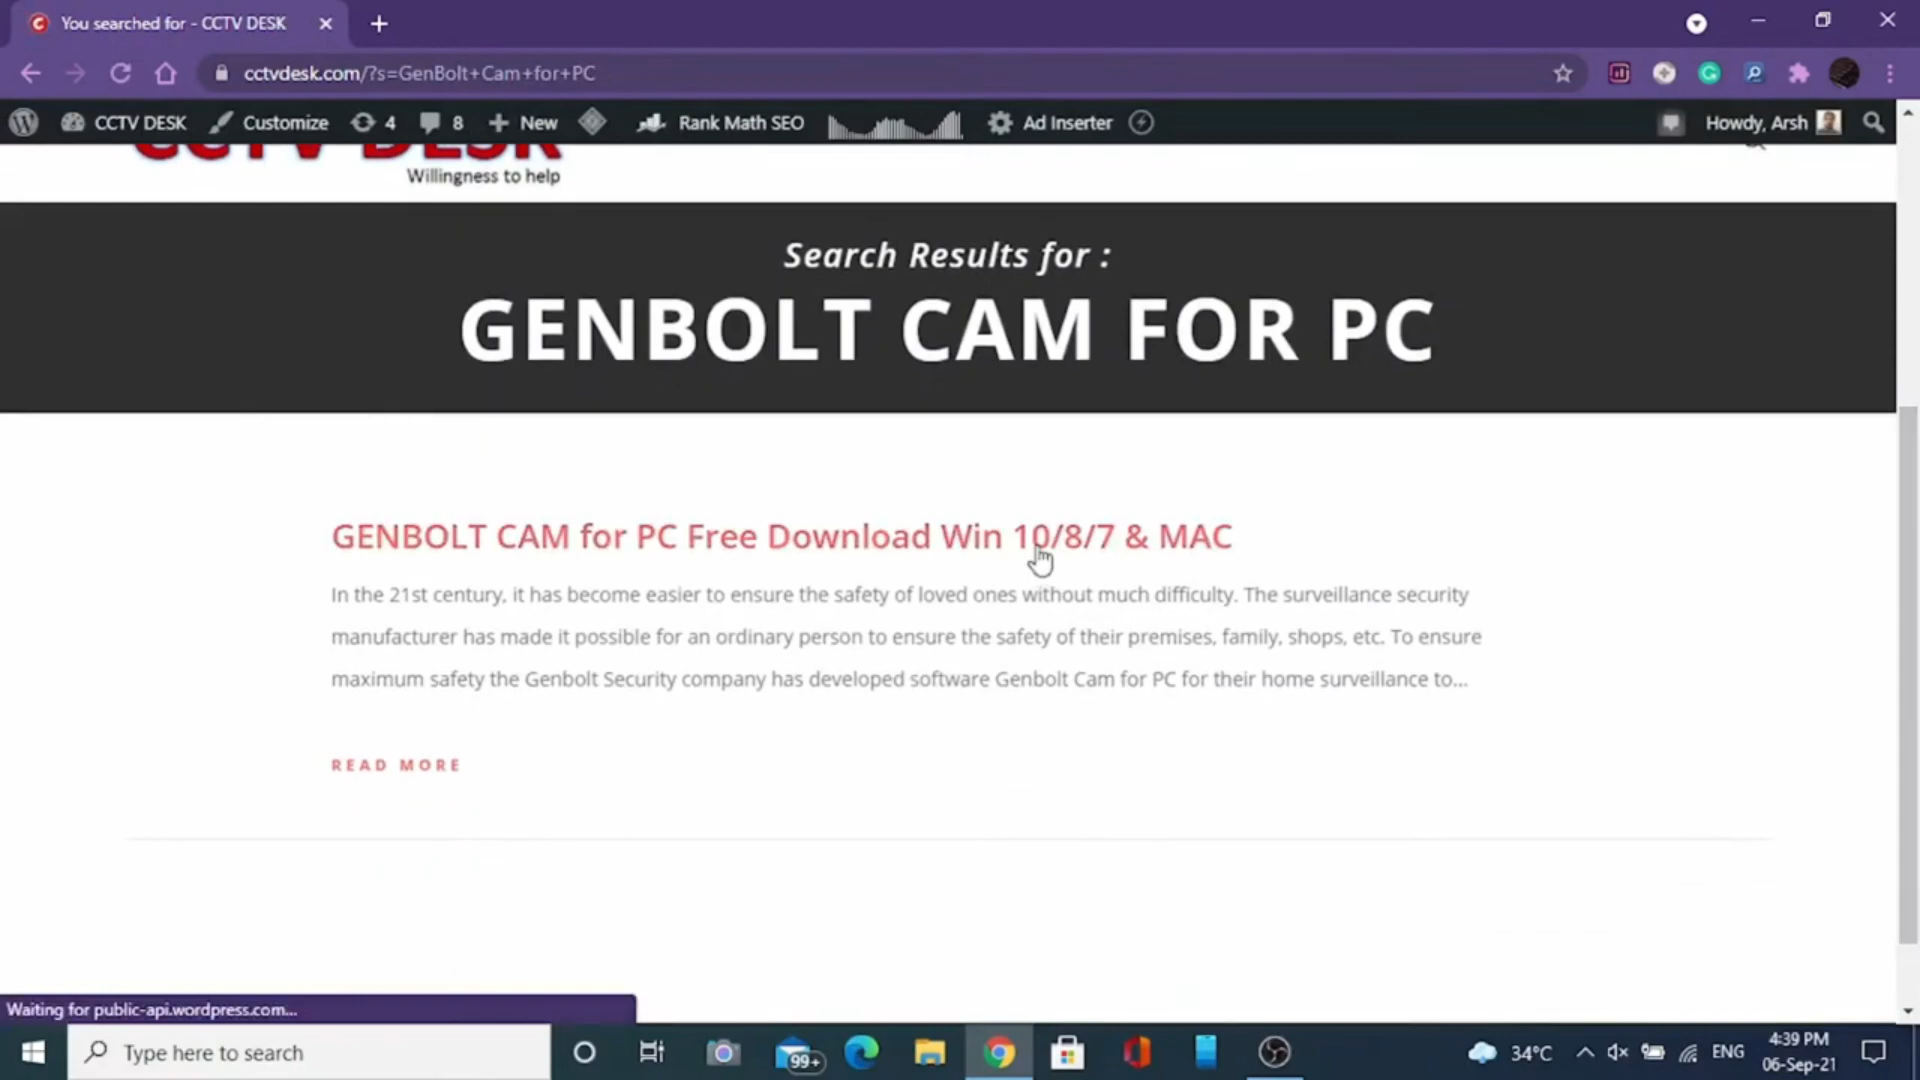 You searched for - CCTV DESK
cctvdesk.com/?s=GenBolt+Cam+for+PC
CCTV DESK Customize 4 8 New Rank Math SEO Ad Inserter Howdy, Arsh
CCTV DESK
Willingness to help
Search Results for :
GENBOLT CAM FOR PC
GENBOLT CAM for PC Free Download Win 10/8/7 & MAC
In the 21st century, it has become easier to ensure the safety of loved ones without much difficulty. The surveillance security
manufacturer has made it possible for an ordinary person to ensure the safety of their premises, family, shops, etc. To ensure
maximum safety the Genbolt Security company has developed software Genbolt Cam for PC for their home surveillance to...
READ MORE
Waiting for public-api.wordpress.com...
Type here to search
99+
34°C
ENG
4:39 PM
06-Sep-21